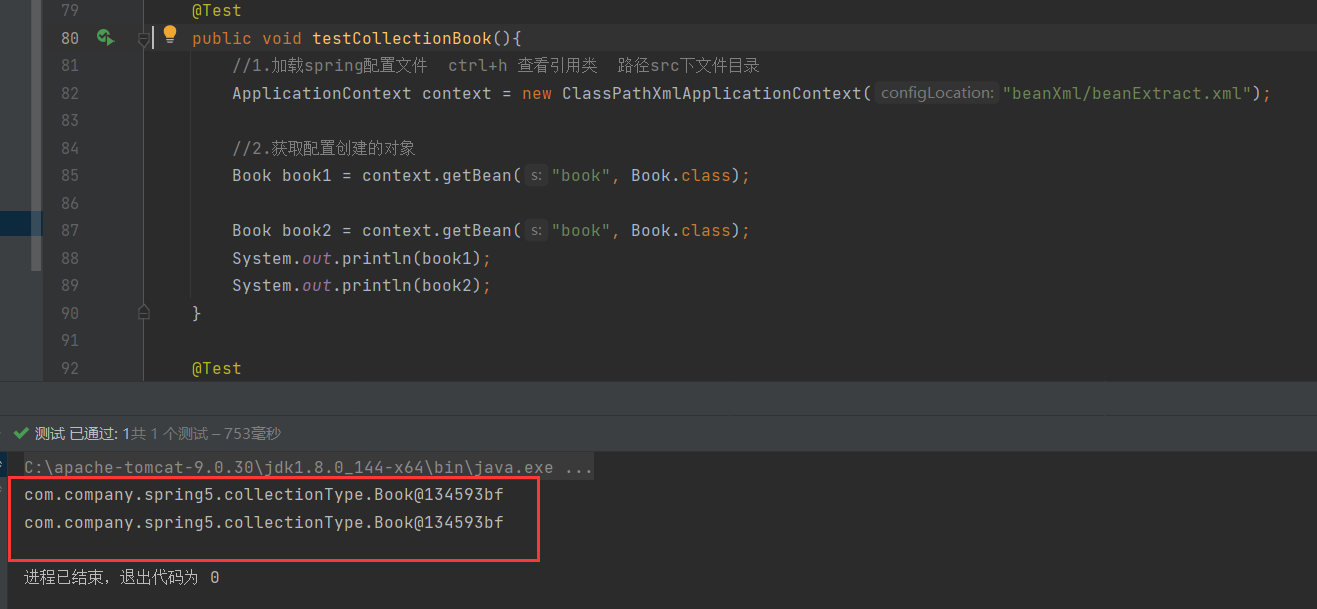 79 @Test
80 public void testCollectionBook(){
81 //1.加载spring配置文件 ctrl+h 查看引用类 路径src下文件目录
82 ApplicationContext context = new ClassPathXmlApplicationContext( configLocation: "beanXml/beanExtract.xml");
83
84 //2.获取配置创建的对象
85 Book book1 = context.getBean( s: "book", Book.class);
86
87 Book book2 = context.getBean( s: "book", Book.class);
88 System.out.println(book1);
89 System.out.println(book2);
90 }
91
92 @Test
测试 已通过: 1共 1 个测试 – 753毫秒
C:\apache-tomcat-9.0.30\jdk1.8.0_144-x64\bin\java.exe ...
com.company.spring5.collectionType.Book@134593bf
com.company.spring5.collectionType.Book@134593bf
进程已结束，退出代码为 0